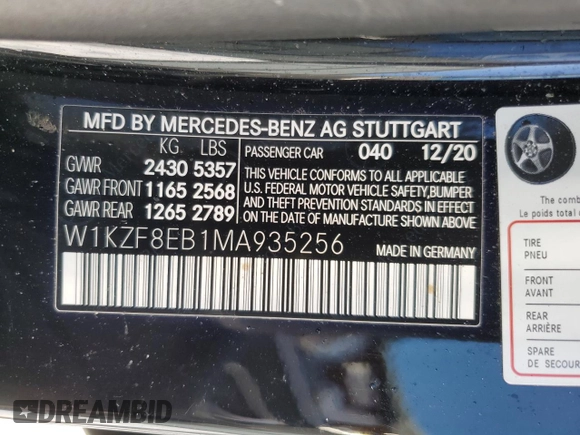 MFD BY MERCEDES-BENZ AG STUTTGART
KG LBS
GVWR 2430 5357
GAWR FRONT 1165 2568
GAWR REAR 1265 2789
PASSENGER CAR 040 12/20
THIS VEHICLE CONFORMS TO ALL APPLICABLE
U.S. FEDERAL MOTOR VEHICLE SAFETY,BUMPER
AND THEFT PREVENTION STANDARDS IN EFFECT
ON THE DATE OF MANUFACTURE SHOWN ABOVE.
MADE IN GERMANY
W1KZF8EB1MA935256
The com
Le poids total
TIRE
PNEU
FRONT
AVANT
REAR
ARRIÈRE
SPARE
DE SECOUR
DREAMBID